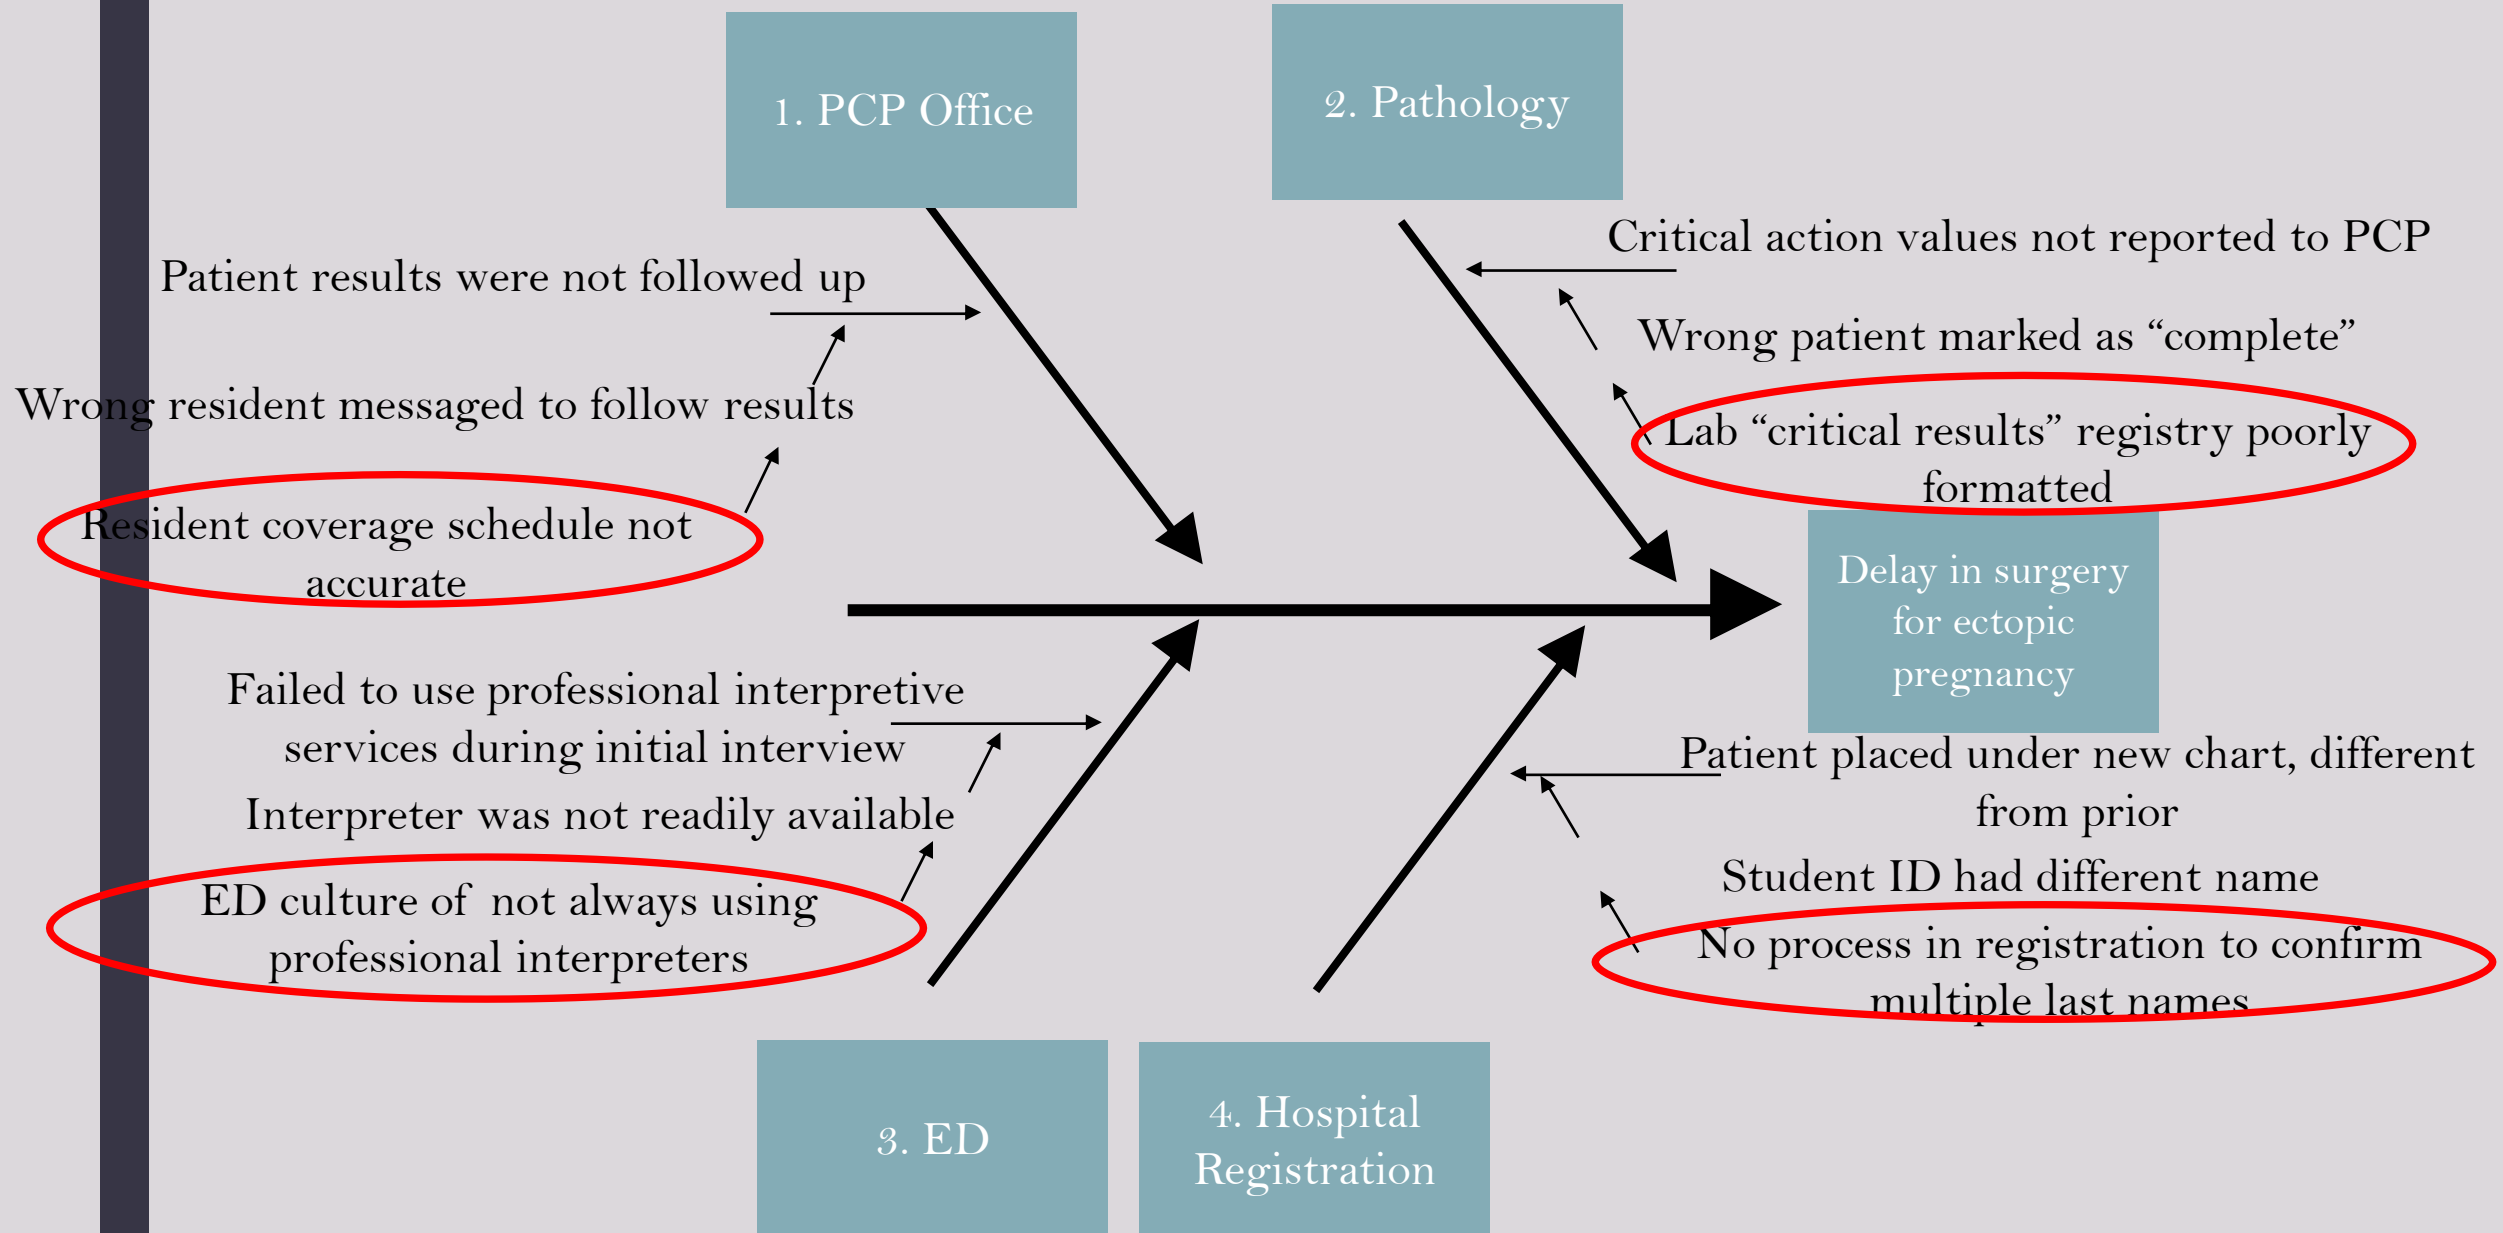 1. PCP Office
2. Pathology
Patient results were not followed up
Wrong resident messaged to follow results
Resident coverage schedule not
accurate
Critical action values not reported to PCP
Wrong patient marked as “complete”
Lab “critical results” registry poorly
formatted
Delay in surgery
for ectopic
pregnancy
Failed to use professional interpretive
services during initial interview
Interpreter was not readily available
ED culture of  not always using
professional interpreters
Patient placed under new chart, different
from prior
Student ID had different name
No process in registration to confirm
multiple last names
3. ED
4. Hospital
Registration